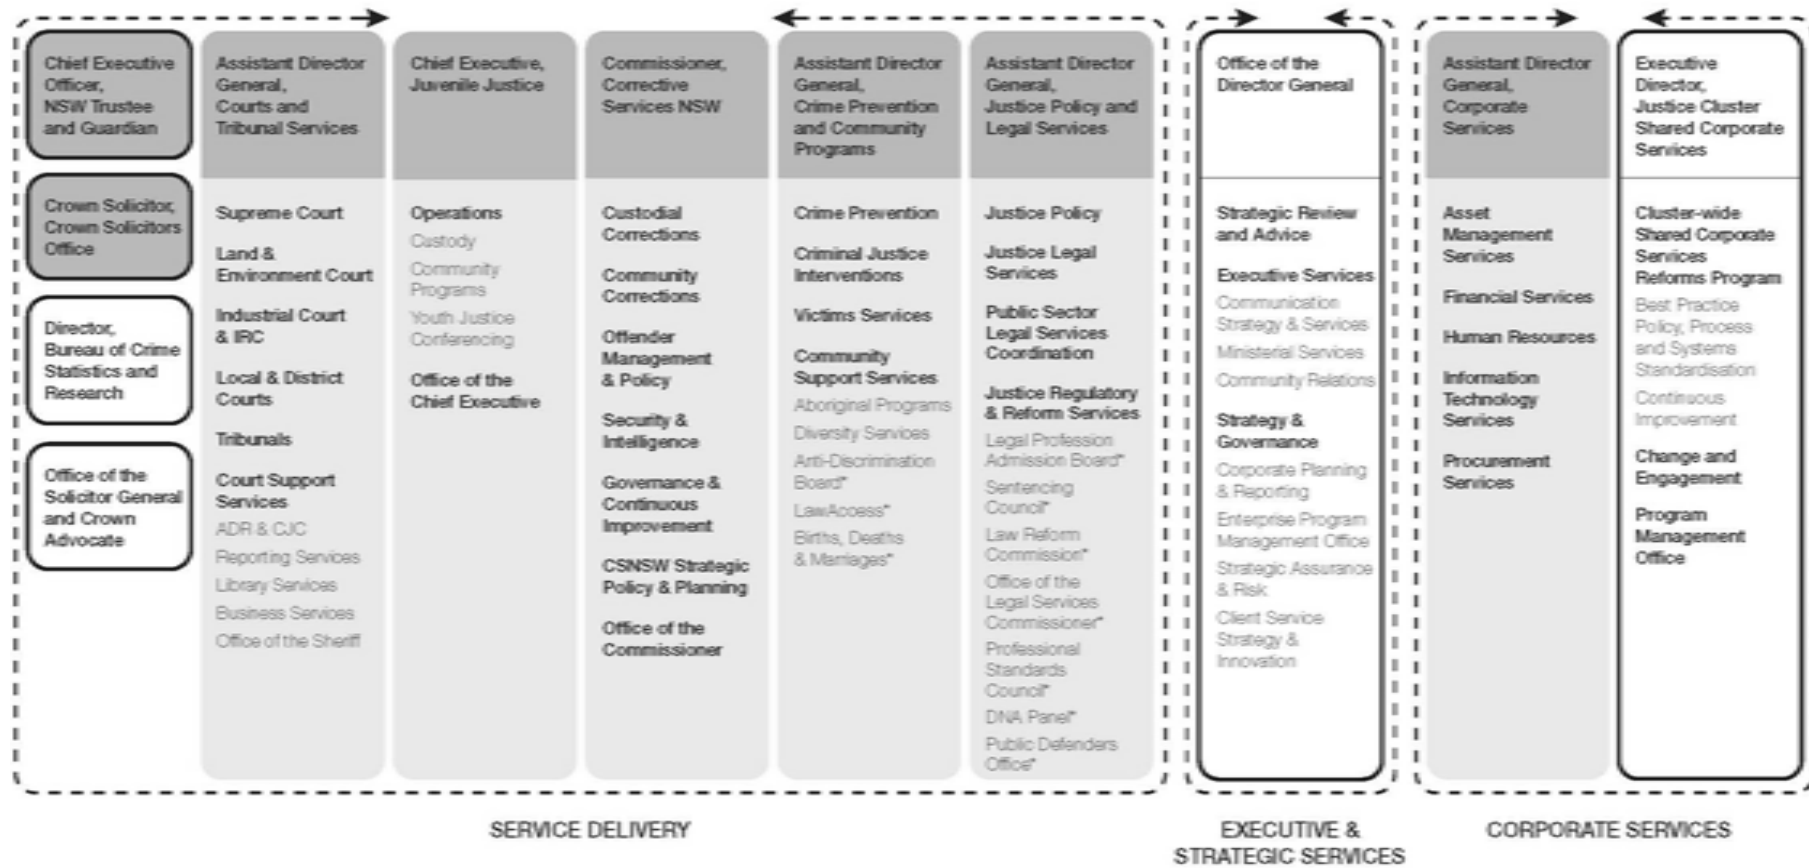 Chief Executive
Officer,
NSW Trustee
and Guardian
Crown Solicitor,
Crown Solicitors
Office
Director,
Bureau of Crime
Statistics and
Research
Office of the
Solicitor General
and Crown
Advocate
Assistant Director
General,
Courts and
Tribunal Services
Supreme Court
Land &
Environment Court
Industrial Court
& IRC
Local & District
Courts
Tribunals
Court Support
Services
ADR & CJC
Reporting Services
Library Services
Business Services
Office of the Sheriff
Chief Executive,
Juvenile Justice
Operations
Custody
Community
Programs
Youth Justice
Conferencing
Office of the
Chief Executive
Commissioner,
Corrective
Services NSW
Custodial
Corrections
Community
Corrections
Offender
Management
& Policy
Security &
Intelligence
Governance &
Continuous
Improvement
CSNSW Strategic
Policy & Planning
Office of the
Commissioner
Assistant Director
General,
Crime Prevention
and Community
Programs
Crime Prevention
Criminal Justice
Interventions
Victims Services
Community
Support Services
Aboriginal Programs
Diversity Services
Anti-Discrimination
Board*
LawAccess*
Births, Deaths
& Marriages*
Assistant Director
General,
Justice Policy and
Legal Services
Justice Policy
Justice Legal
Services
Public Sector
Legal Services
Coordination
Justice Regulatory
& Reform Services
Legal Profession
Admission Board*
Sentencing
Council*
Law Reform
Commission*
Office of the
Legal Services
Commissioner*
Professional
Standards
Council*
DNA Panel*
Public Defenders
Office*
SERVICE DELIVERY
Office of the
Director General
Strategic Review
and Advice
Executive Services
Communication
Strategy & Services
Ministerial Services
Community Relations
Strategy &
Governance
Corporate Planning
& Reporting
Enterprise Program
Management Office
Strategic Assurance
& Risk
Client Service
Strategy &
Innovation
EXECUTIVE &
STRATEGIC SERVICES
Assistant Director
General,
Corporate
Services
Asset
Management
Services
Financial Services
Human Resources
Information
Technology
Services
Procurement
Services
Executive
Director,
Justice Cluster
Shared Corporate
Services
Cluster-wide
Shared Corporate
Services
Reforms Program
Best Practice
Policy, Process
and Systems
Standardisation
Continuous
Improvement
Change and
Engagement
Program
Management
Office
CORPORATE SERVICES